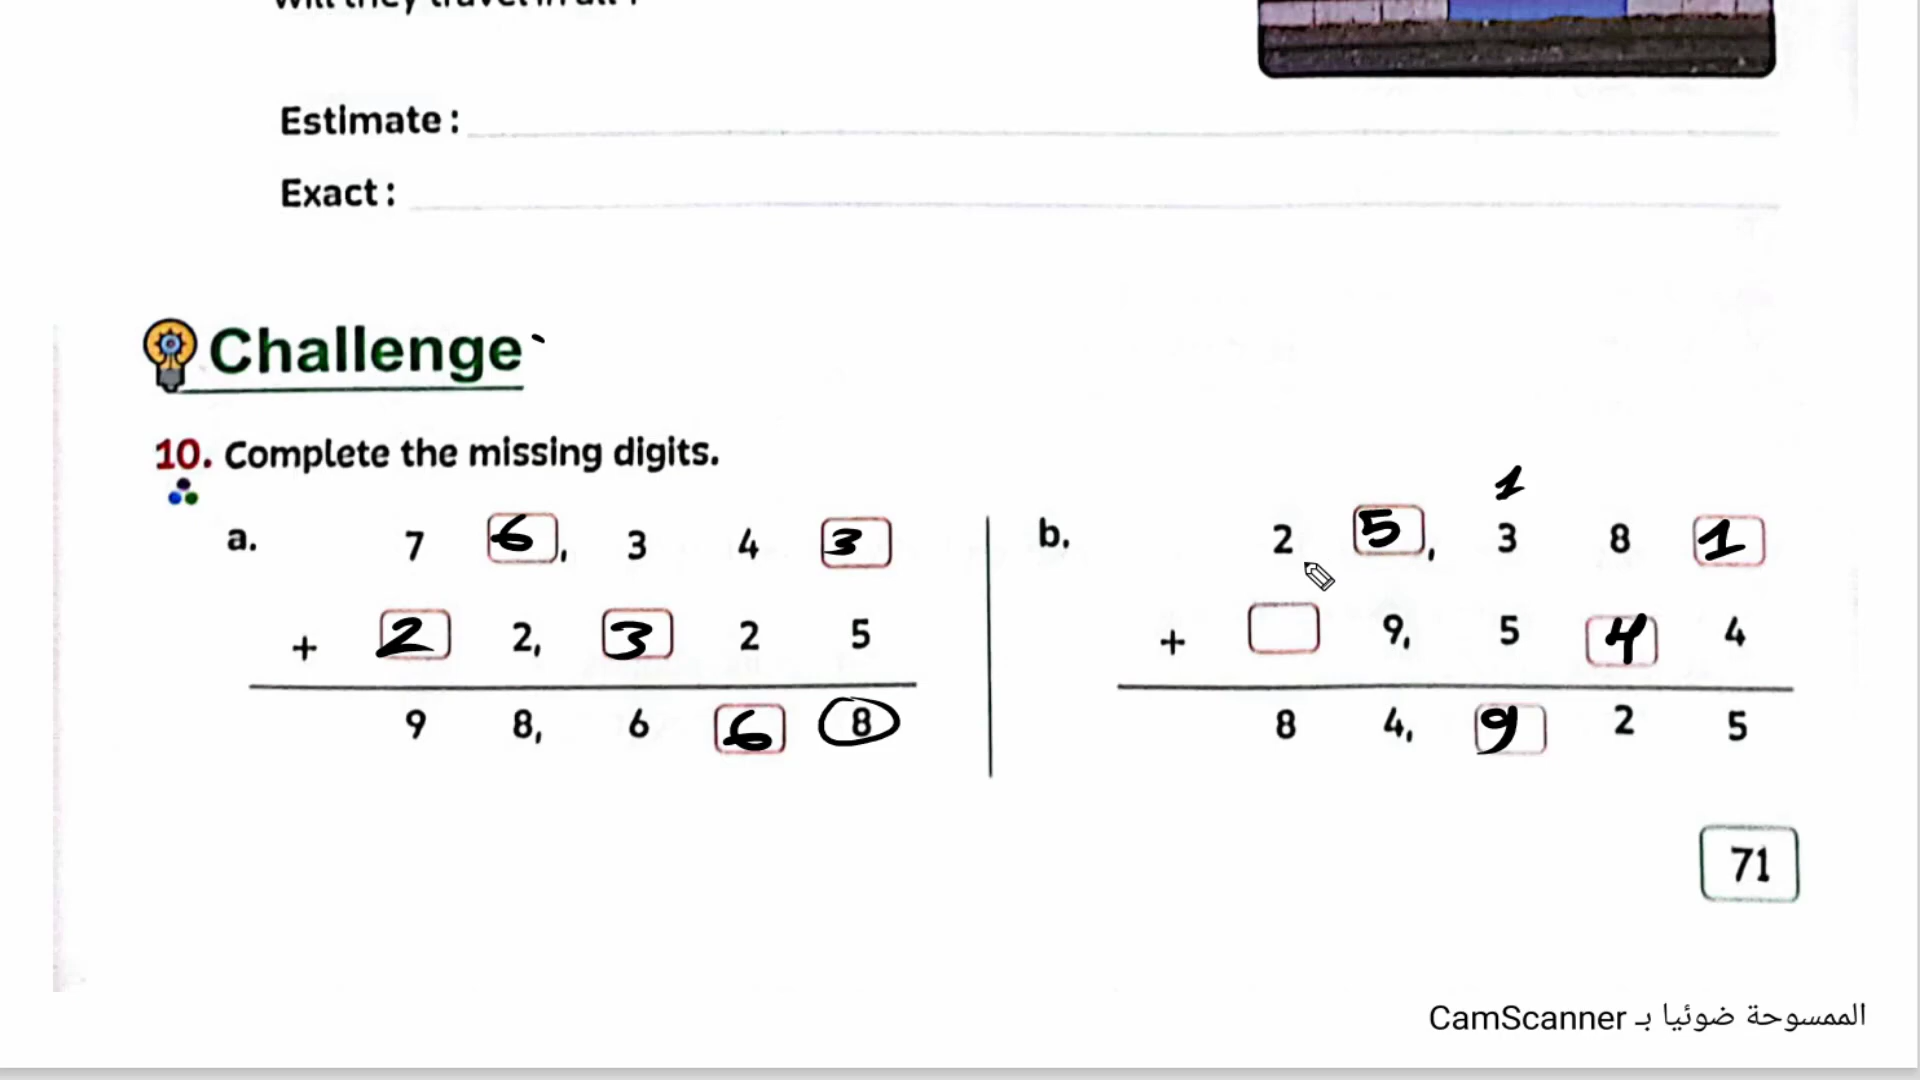 Estimate :
Exact :
Challenge
10. Complete the missing digits.
a. 7 6, 3 4 3
+ 2 2, 3 2 5
9 8, 6 6 8
b. 1
2 5, 3 8 1
+ 9, 5 4 4
8 4, 9 2 5
71
الممسوحة ضوئيا بـ CamScanner